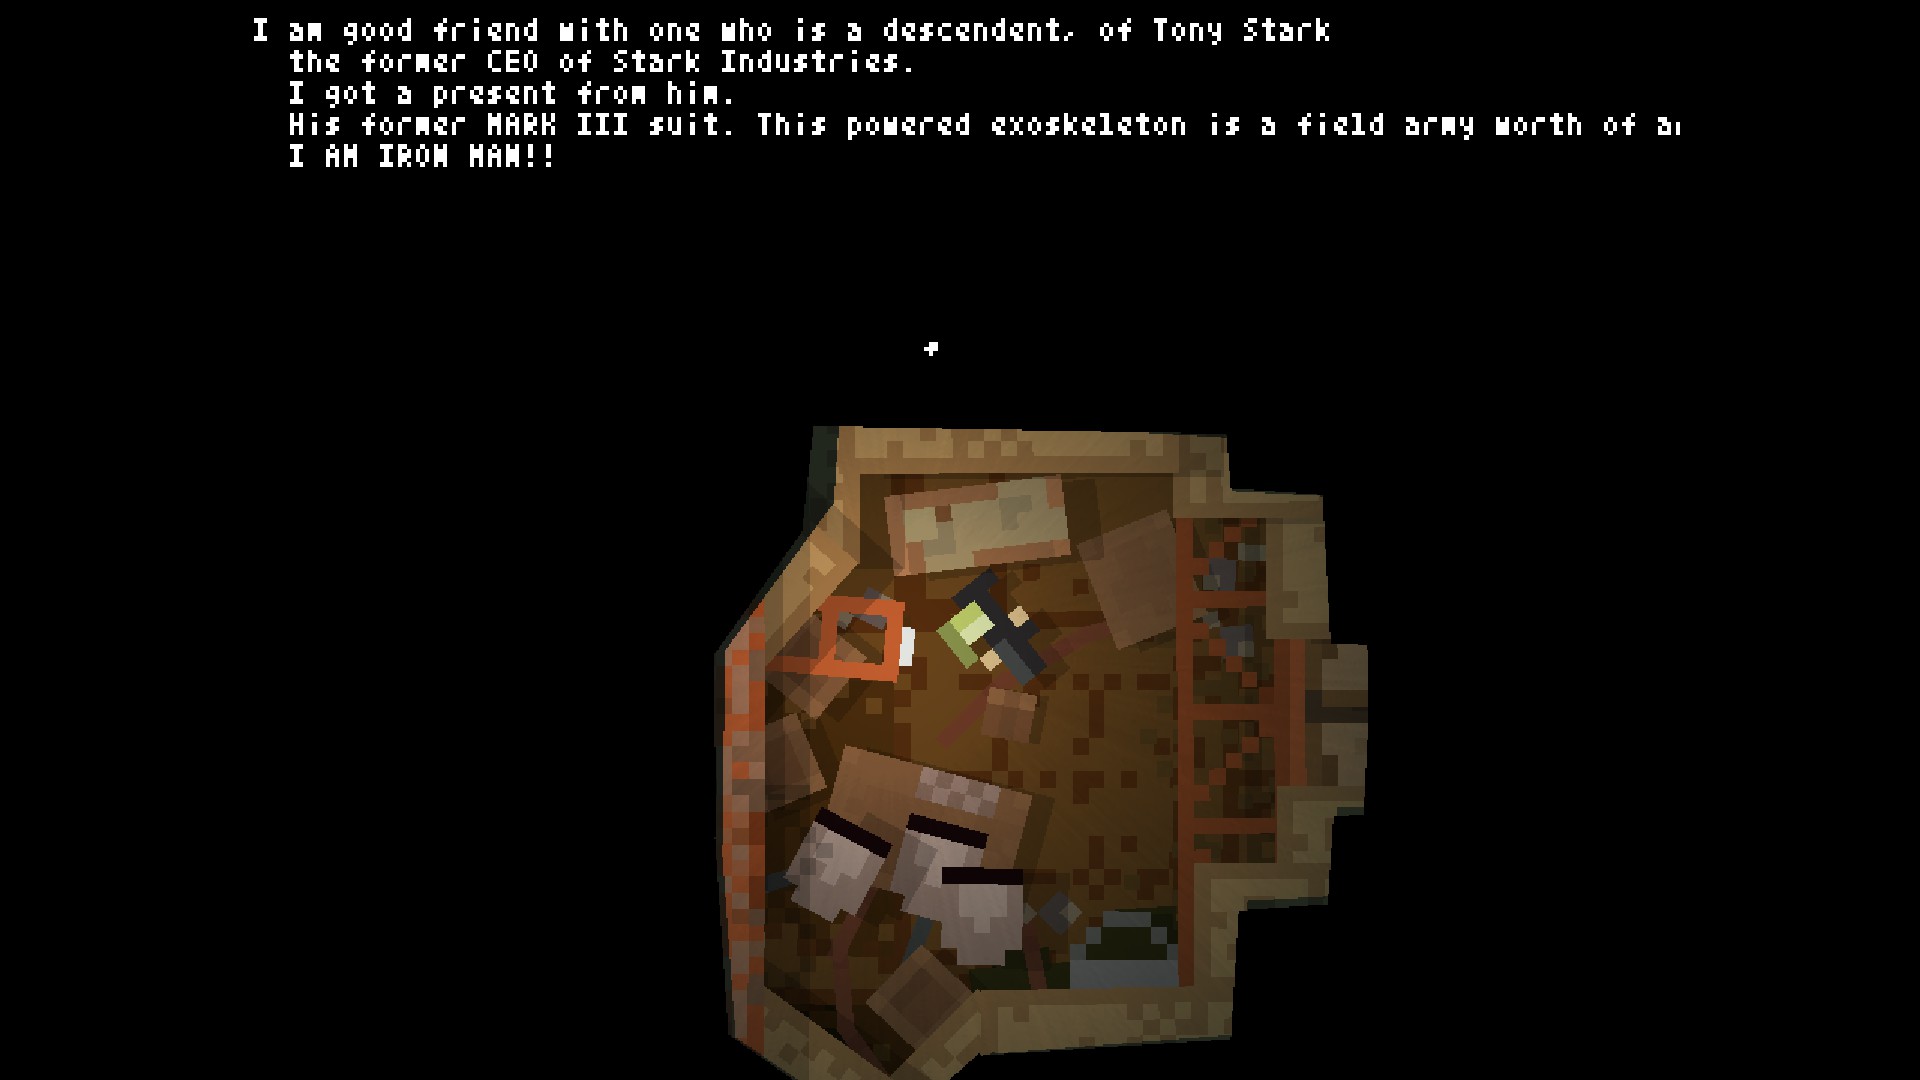 I am good friend with one who is a descendent, of Tony Stark
the former CEO of Stark Industries.
I got a present from him.
His former MARK III suit. This powered exoskeleton is a field army worth of
I AM IRON MAN!!